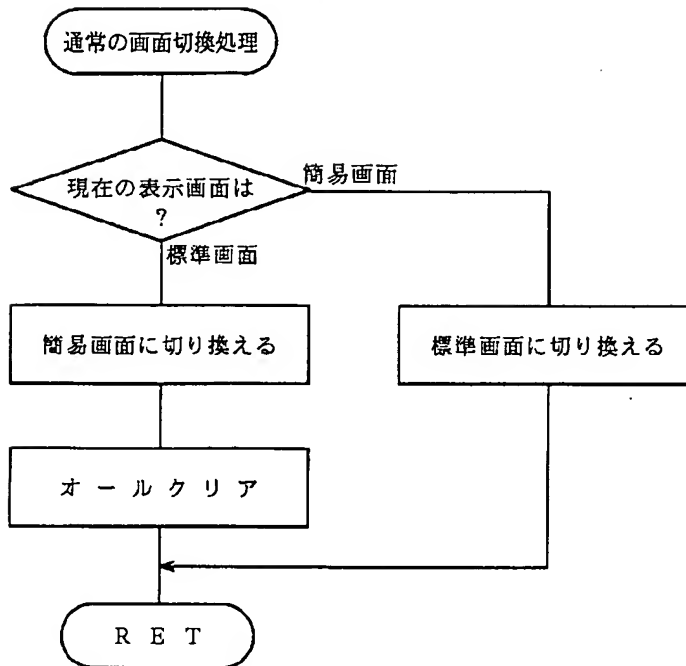 通常の画面切換処理
現在の表示画面は
?
簡易画面
標準画面
簡易画面に切り換える
標準画面に切り換える
オールクリア
RET